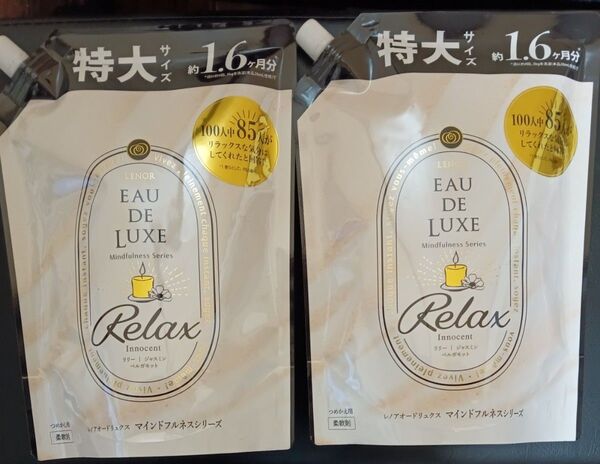 特大サイズ
約1.6ヶ月分
100人中85人が
リラックスな気分に
してくれたと回答
LENOR
EAU
DE
LUXE
Mindfulness Series
Relax
Innocent
リリー | ジャスミン
ベルガモット
つめかえ用
柔軟剤
レノアオードリュクス マインドフルネスシリーズ
特大サイズ
約1.6ヶ月分
100人中85人が
リラックスな気分に
してくれたと回答
LENOR
EAU
DE
LUXE
Mindfulness Series
Relax
Innocent
リリー | ジャスミン
ベルガモット
つめかえ用
柔軟剤
レノアオードリュクス マインドフルネスシリーズ